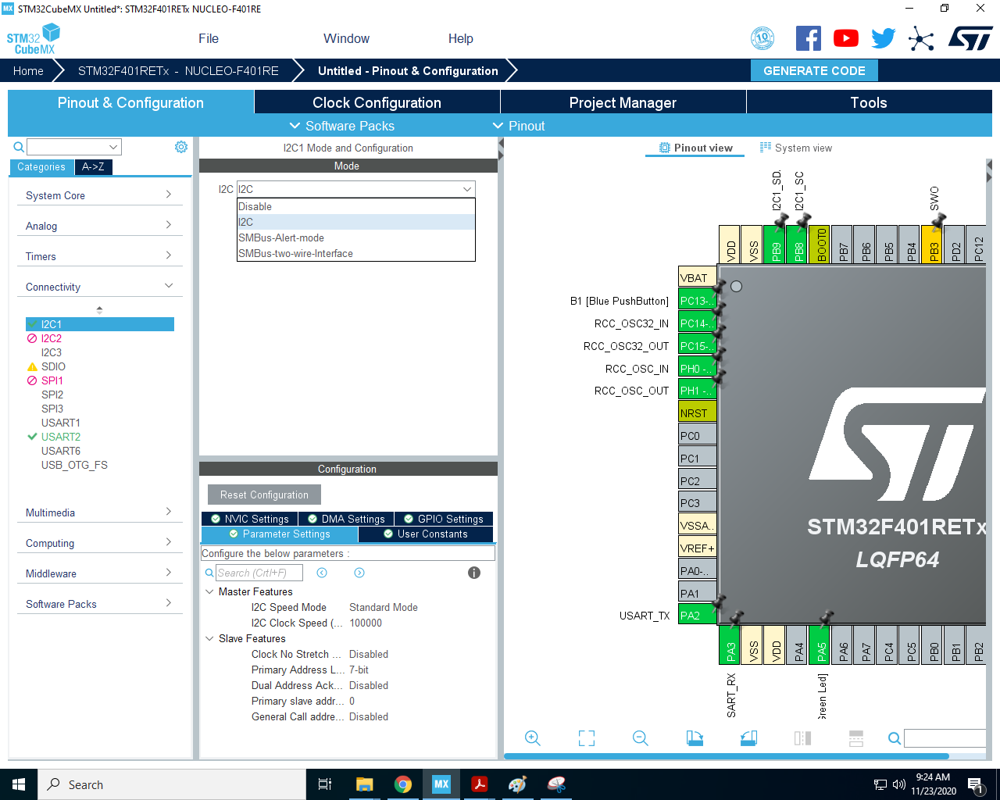 MX STM32CubeMX Untitled*: STM32F401RETx NUCLEO-F401RE
STM32
CubeMX
File
Window
Help
10
Home
STM32F401RETx - NUCLEO-F401RE
Untitled - Pinout & Configuration
GENERATE CODE
Pinout & Configuration
Clock Configuration
Project Manager
Tools
Software Packs
Pinout
Categories
A->Z
System Core
Analog
Timers
Connectivity
I2C1
I2C2
I2C3
SDIO
SPI1
SPI2
SPI3
USART1
USART2
USART6
USB_OTG_FS
Multimedia
Computing
Middleware
Software Packs
I2C1 Mode and Configuration
Mode
I2C I2C
Disable
I2C
SMBus-Alert-mode
SMBus-two-wire-Interface
Configuration
Reset Configuration
NVIC Settings
DMA Settings
GPIO Settings
Parameter Settings
User Constants
Configure the below parameters :
Search (Crtl+F)
i
Master Features
I2C Speed Mode Standard Mode
I2C Clock Speed (... 100000
Slave Features
Clock No Stretch ... Disabled
Primary Address L... 7-bit
Dual Address Ack... Disabled
Primary slave addr... 0
General Call addre... Disabled
Pinout view
System view
I2C1_SD.
I2C1_SC
SWO
VDD
VSS
PB9
PB8
BOOT0
PB7
PB6
PB5
PB4
PB3
PD2
PC12
VBAT
B1 [Blue PushButton] PC13-..
RCC_OSC32_IN PC14-..
RCC_OSC32_OUT PC15-..
RCC_OSC_IN PH0 -..
RCC_OSC_OUT PH1 -..
NRST
PC0
PC1
PC2
PC3
VSSA..
VREF+
PA0-..
PA1
USART_TX PA2
ST
STM32F401RETx
LQFP64
PA3
VSS
VDD
PA4
PA5
PA6
PA7
PC4
PC5
PB0
PB1
PB2
SART_RX
Green Led]
Search
MX
9:24 AM
11/23/2020
1